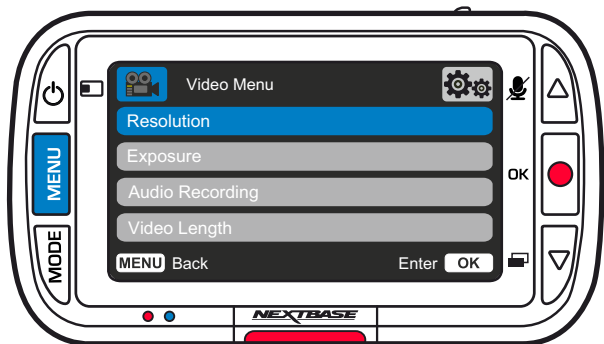 Video Menu
Resolution
Exposure
Audio Recording
Video Length
MENU Back
Enter OK
MENU
MODE
OK
NEXTBASE